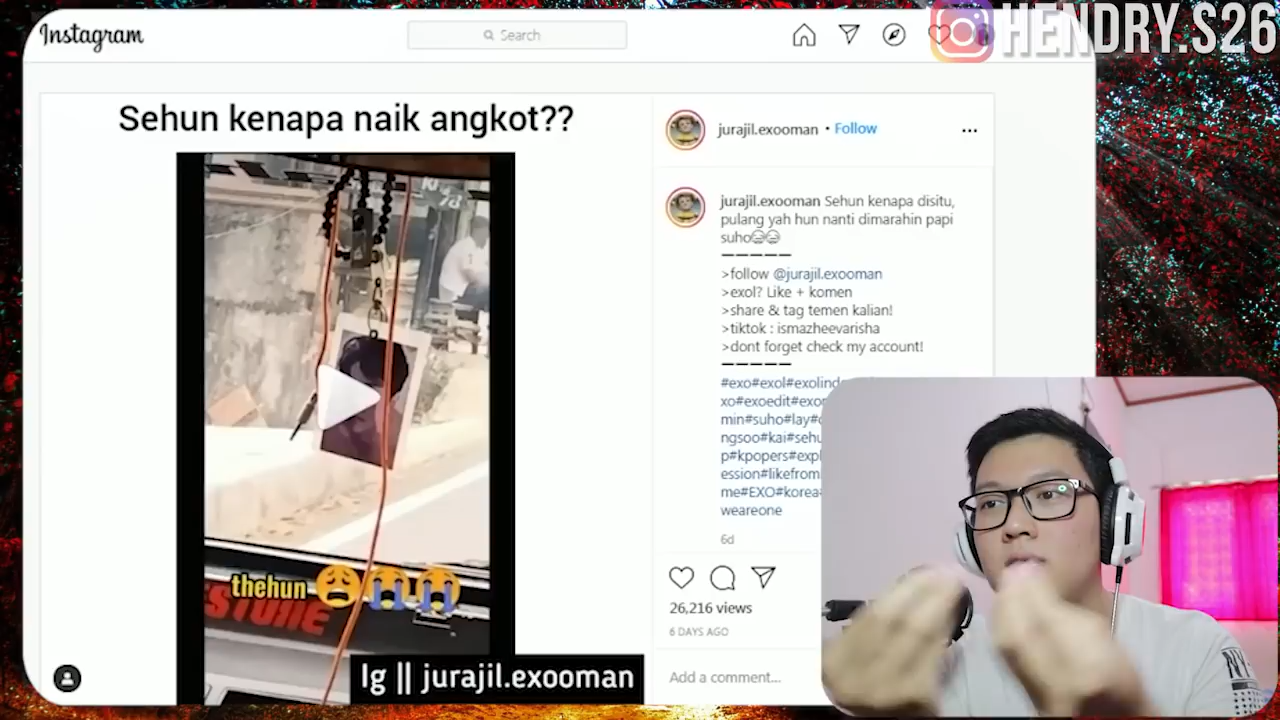 Instagram
Search
HENDRY.S26
Sehun kenapa naik angkot??
jurajil.exooman • Follow
jurajil.exooman Sehun kenapa disitu,
pulang yah hun nanti dimarahin papi
suho😂😂
—————
>follow @jurajil.exooman
>exol? Like + komen
>share & tag temen kalian!
>tiktok : ismazheevarisha
>dont forget check my account!
—————
#exo#exol#exolind
xo#exoedit#exo
min#suho#lay#
ngsoo#kai#sehu
p#kpopers#expl
ession#likefrom
me#EXO#korea
weareone
6d
26,216 views
6 DAYS AGO
Add a comment...
thehun 😩😭😭
Ig || jurajil.exooman